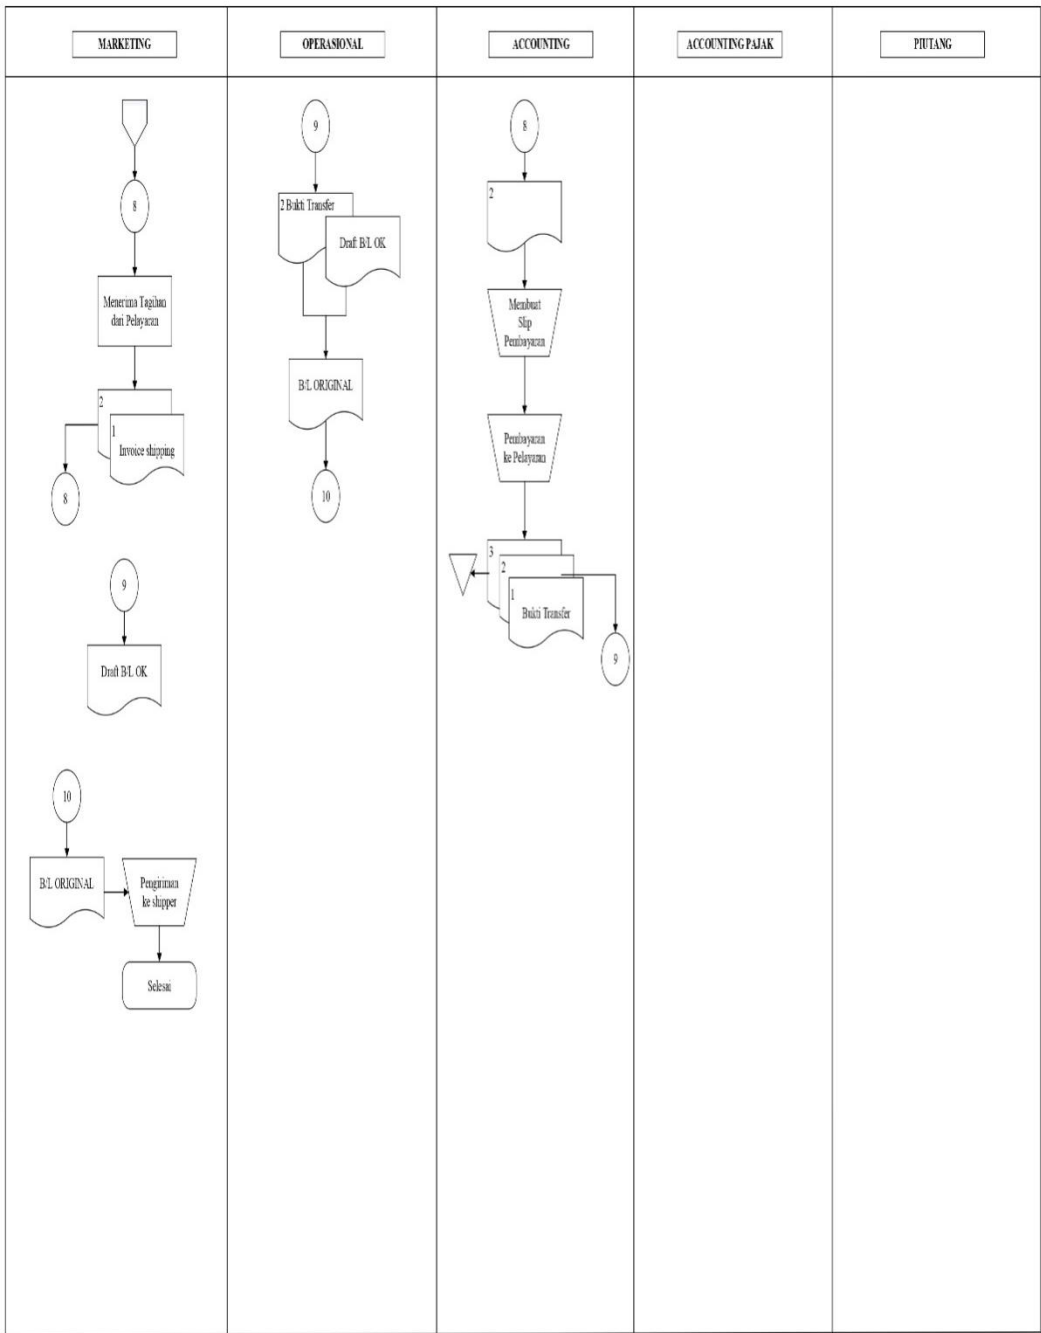 MARKETING
OPERASIONAL
ACCOUNTING
ACCOUNTING PAJAK
PIUTANG
8
Menerima Tagihan
dari Pelayaran
2
1
Invoice shipping
8
9
Draft B/L OK
10
B/L ORIGINAL
Pengiriman
ke shipper
Selesai
9
2 Bukti Transfer
Draft B/L OK
B/L ORIGINAL
10
8
2
Membuat
Slip
Pembayaran
Pembayaran
ke Pelayaran
3
2
1
Bukti Transfer
9